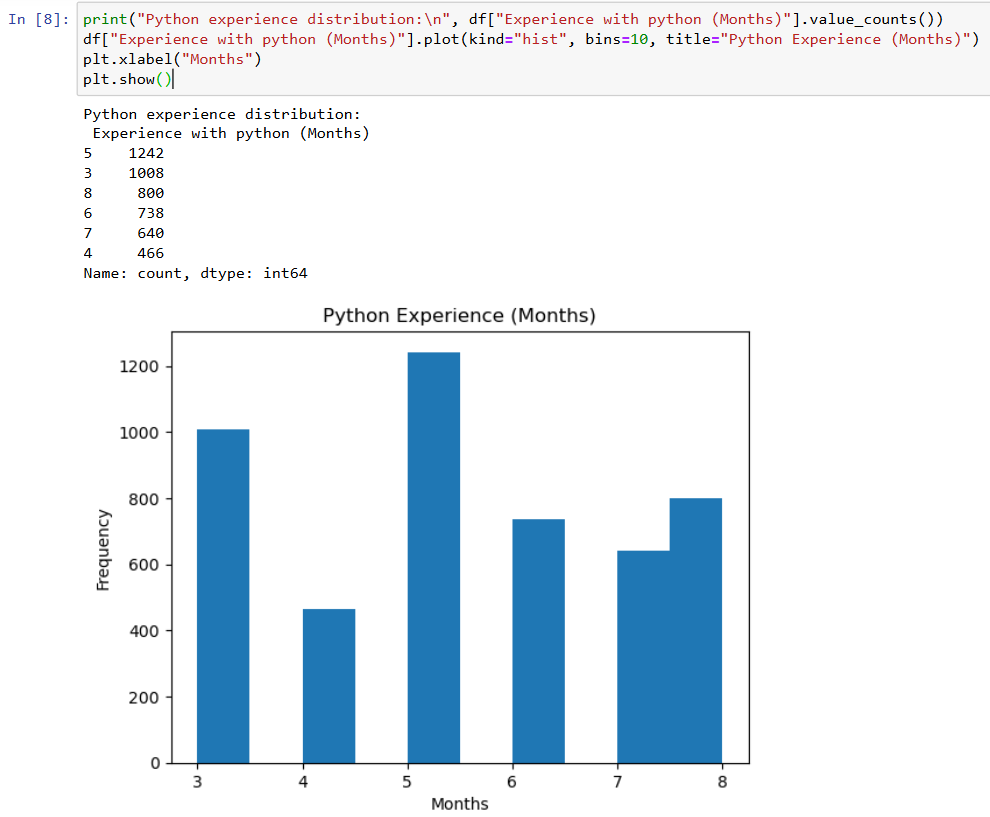 In [8]: print("Python experience distribution:\n", df["Experience with python (Months)"].value_counts())
df["Experience with python (Months)"].plot(kind="hist", bins=10, title="Python Experience (Months)")
plt.xlabel("Months")
plt.show()
Python experience distribution:
Experience with python (Months)
5 1242
3 1008
8 800
6 738
7 640
4 466
Name: count, dtype: int64
Python Experience (Months)
1200
1000
800
600
400
200
0
Frequency
3 4 5 6 7 8
Months